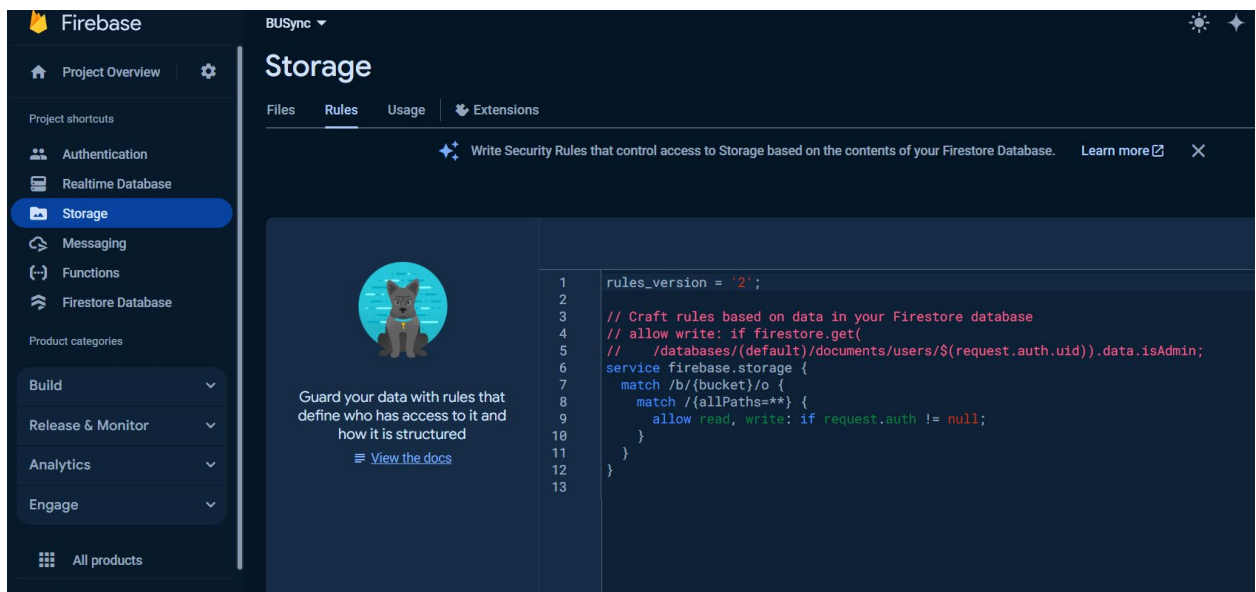 Firebase
Project Overview
Project shortcuts
Authentication
Realtime Database
Storage
Messaging
Functions
Firestore Database
Product categories
Build
Release & Monitor
Analytics
Engage
All products
BUSync
Storage
Files Rules Usage Extensions
Write Security Rules that control access to Storage based on the contents of your Firestore Database. Learn more
Guard your data with rules that
define who has access to it and
how it is structured
View the docs
1 rules_version = '2';
2
3 // Craft rules based on data in your Firestore database
4 // allow write: if firestore.get(
5 //    /databases/(default)/documents/users/$(request.auth.uid)).data.isAdmin;
6 service firebase.storage {
7   match /b/{bucket}/o {
8     match /{allPaths=**} {
9       allow read, write: if request.auth != null;
10     }
11   }
12 }
13